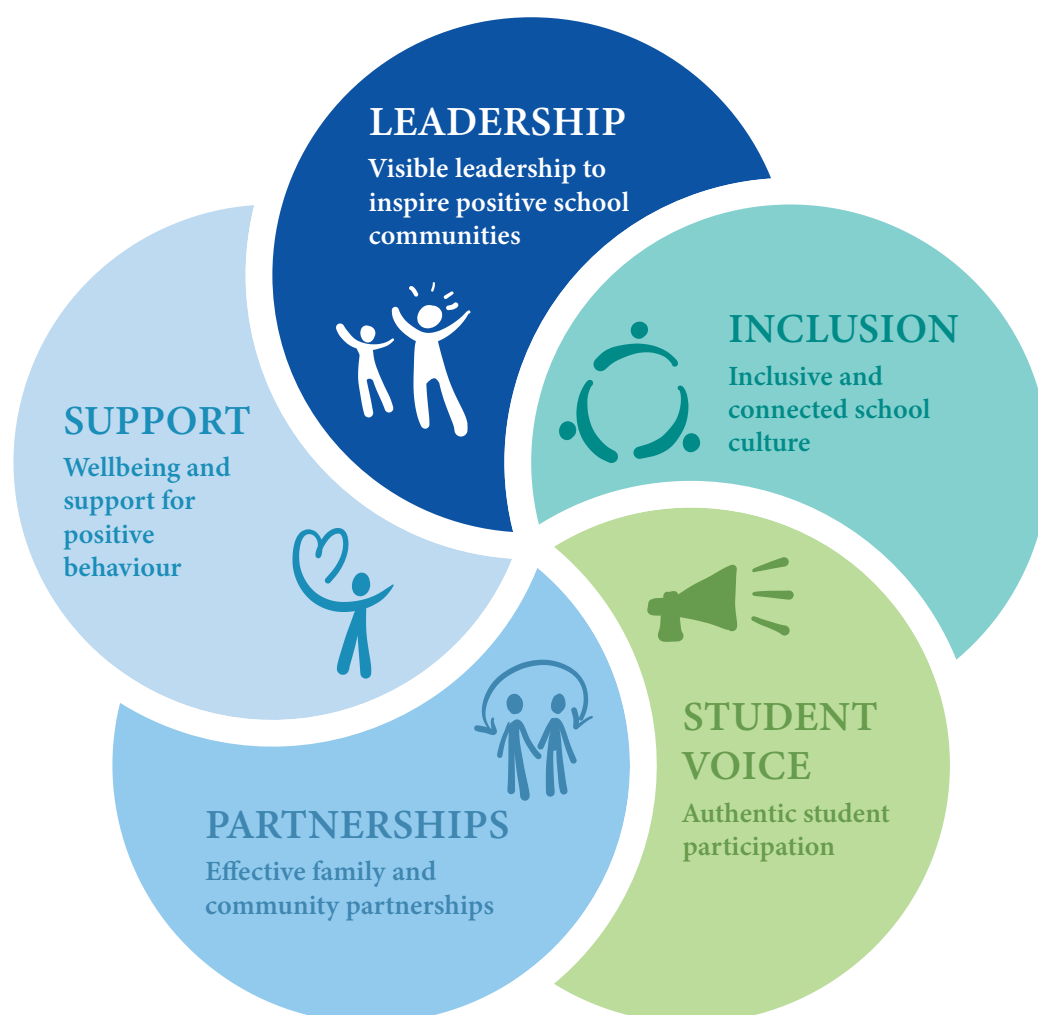 LEADERSHIP
Visible leadership to
inspire positive school
communities
INCLUSION
Inclusive and
connected school
culture
STUDENT
VOICE
Authentic student
participation
PARTNERSHIPS
Effective family and
community partnerships
SUPPORT
Wellbeing and
support for
positive
behaviour